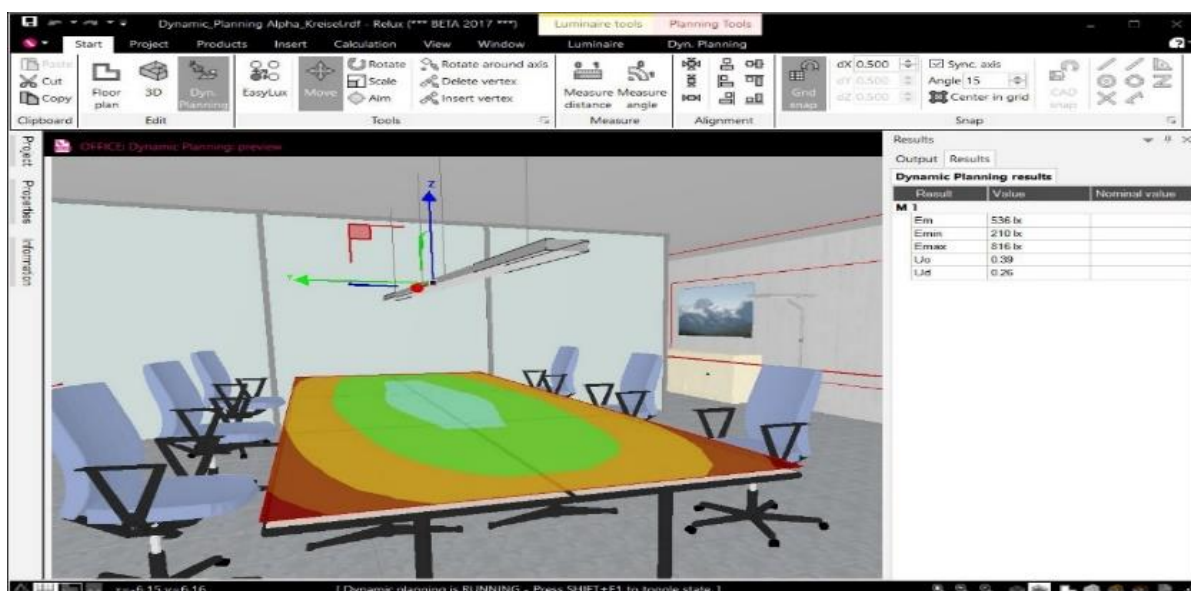 Dynamic_Planning Alpha_Kreisel.rdf - Relux (*** BETA 2017 ***)
Luminaire tools
Planning Tools
Start Project Products Insert Calculation View Window Luminaire Dyn. Planning
Paste
Cut
Copy
Clipboard
Floor plan
3D
Dyn. Planning
Edit
EasyLux
Move
Rotate
Scale
Aim
Rotate around axis
Delete vertex
Insert vertex
Tools
Measure distance
Measure angle
Measure
Alignment
Grid snap
dX 0.500
dY 0.500
dZ 0.500
Sync. axis
Angle 15
Center in grid
CAD snap
Snap
Project
Properties
Information
OFFICE: Dynamic Planning: preview
Z
Y
Results
Output Results
Dynamic Planning results
Result Value Nominal value
M 1
Em 536 lx
Emin 210 lx
Emax 816 lx
Uo 0.39
Ud 0.26
x=-6.15 y=6.16
[ Dynamic planning is RUNNING - Press SHIFT+F1 to toggle state ]